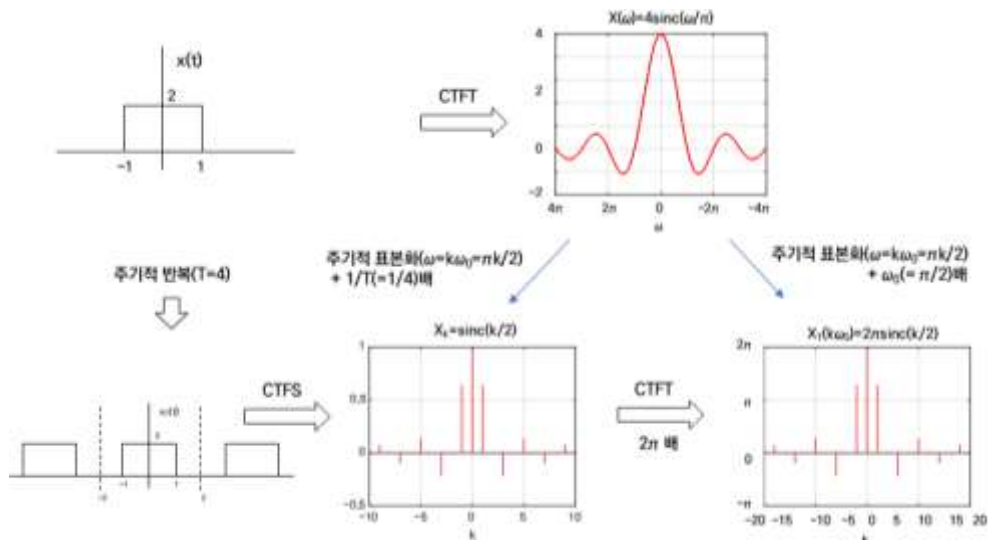 X(ω)=4sinc(ω/π)
x(t)
2
-1
1
CTFT
4
2
0
-2
4π
2π
0
-2π
-4π
ω
주기적 반복(T=4)
주기적 표본화(ω=kω₀=πk/2)
+ 1/T(=1/4)배
주기적 표본화(ω=kω₀=πk/2)
+ ω₀(= π/2)배
-1
1
CTFS
Xₖ=sinc(k/2)
1
0.5
0
-0.5
-10
-5
0
5
10
k
CTFT
2π 배
X₁(kω₀)=2πsinc(k/2)
2π
π
0
-π
-20
-15
-10
-5
0
5
10
15
20
k